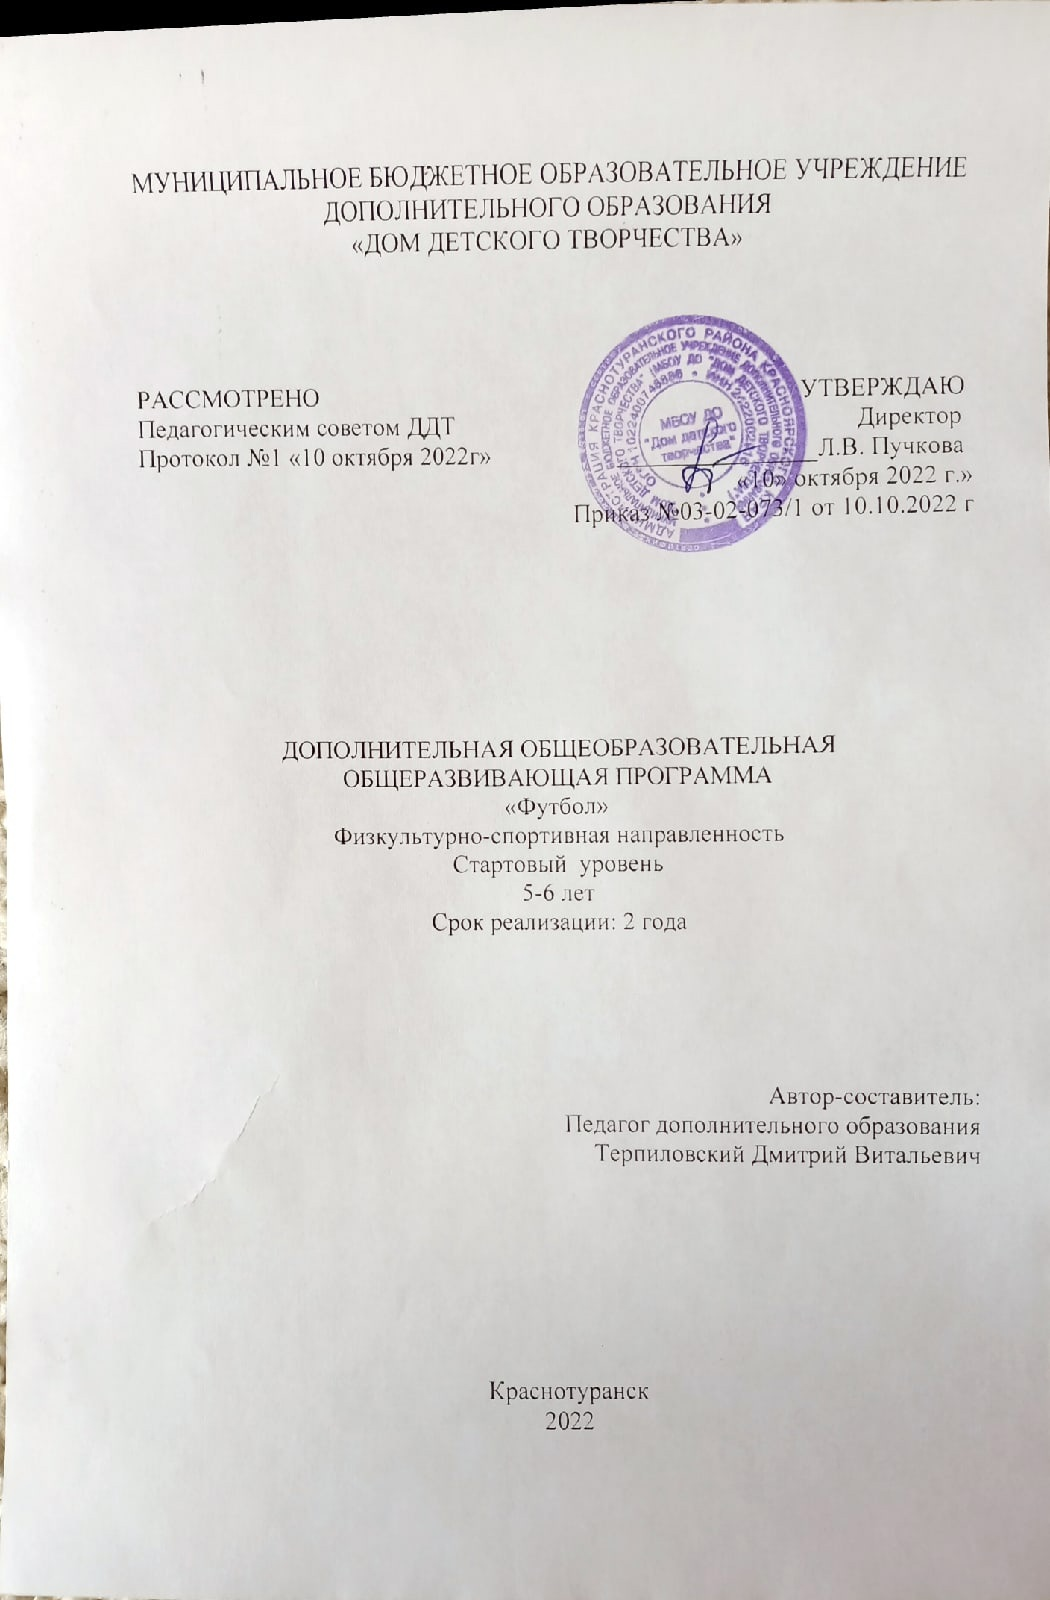 МУНИЦИПАЛЬНОЕ БЮДЖЕТНОЕ ОБРАЗОВАТЕЛЬНОЕ УЧРЕЖДЕНИЕ
ДОПОЛНИТЕЛЬНОГО ОБРАЗОВАНИЯ
«ДОМ ДЕТСКОГО ТВОРЧЕСТВА»
РАССМОТРЕНО
Педагогическим советом ДДТ
Протокол №1 «10 октября 2022г»
УТВЕРЖДАЮ
Директор
Л.В. Пучкова
«10» октября 2022 г.»
Приказ №03-02-073/1 от 10.10.2022 г
МБОУ ДО
"Дом детского
творчества"
ДОПОЛНИТЕЛЬНАЯ ОБЩЕОБРАЗОВАТЕЛЬНАЯ
ОБЩЕРАЗВИВАЮЩАЯ ПРОГРАММА
«Футбол»
Физкультурно-спортивная направленность
Стартовый уровень
5-6 лет
Срок реализации: 2 года
Автор-составитель:
Педагог дополнительного образования
Терпиловский Дмитрий Витальевич
Краснотуранск
2022